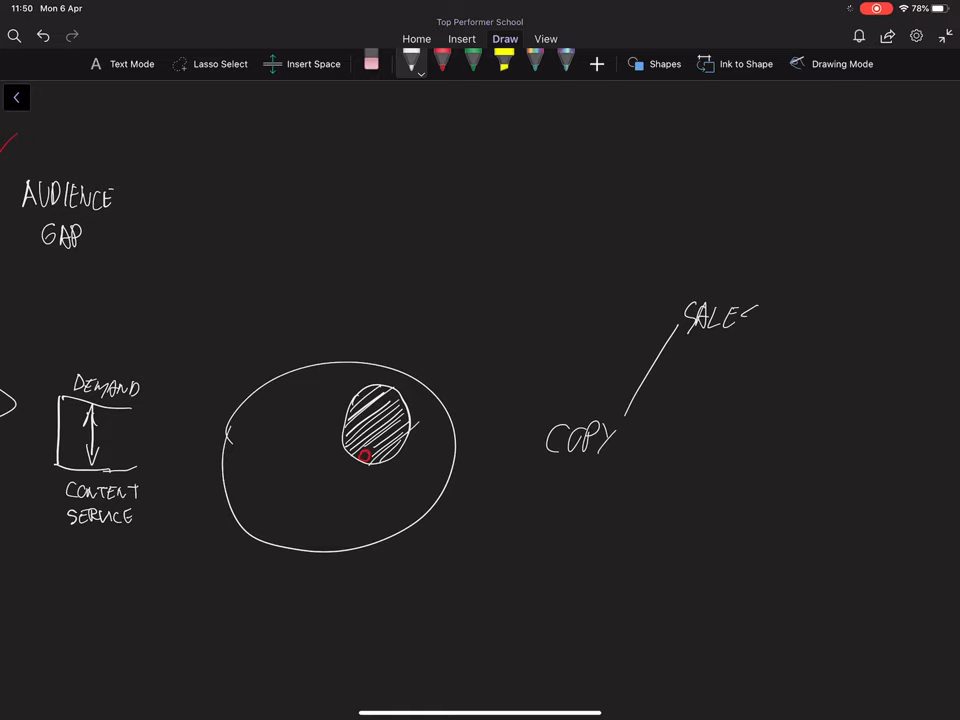 11:50 Mon 6 Apr
78%
Top Performer School
Home Insert Draw View
Text Mode Lasso Select Insert Space Shapes Ink to Shape Drawing Mode
AUDIENCE
GAP
SALES
DEMAND
COPY
CONTENT
SERVICE